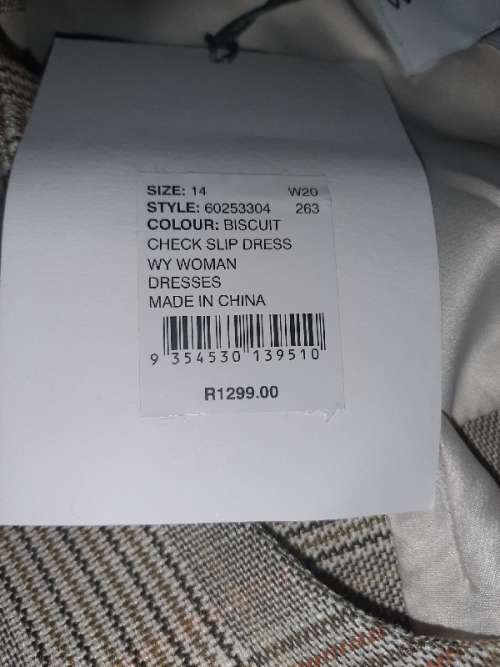 SIZE: 14 W20
STYLE: 60253304 263
COLOUR: BISCUIT
CHECK SLIP DRESS
WY WOMAN
DRESSES
MADE IN CHINA
9 354530 139510
R1299.00